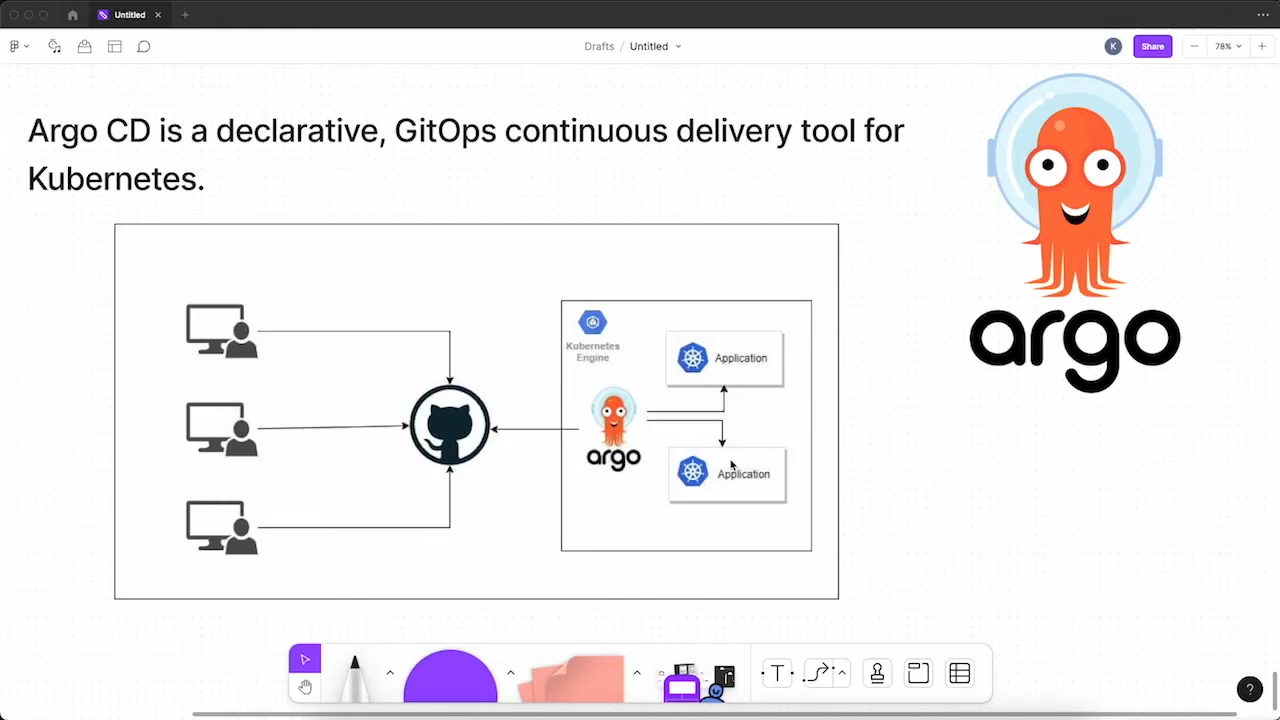 Untitled
Drafts / Untitled
K
Share
78%
Argo CD is a declarative, GitOps continuous delivery tool for
Kubernetes.
argo
Kubernetes
Engine
Application
argo
Application
T
?